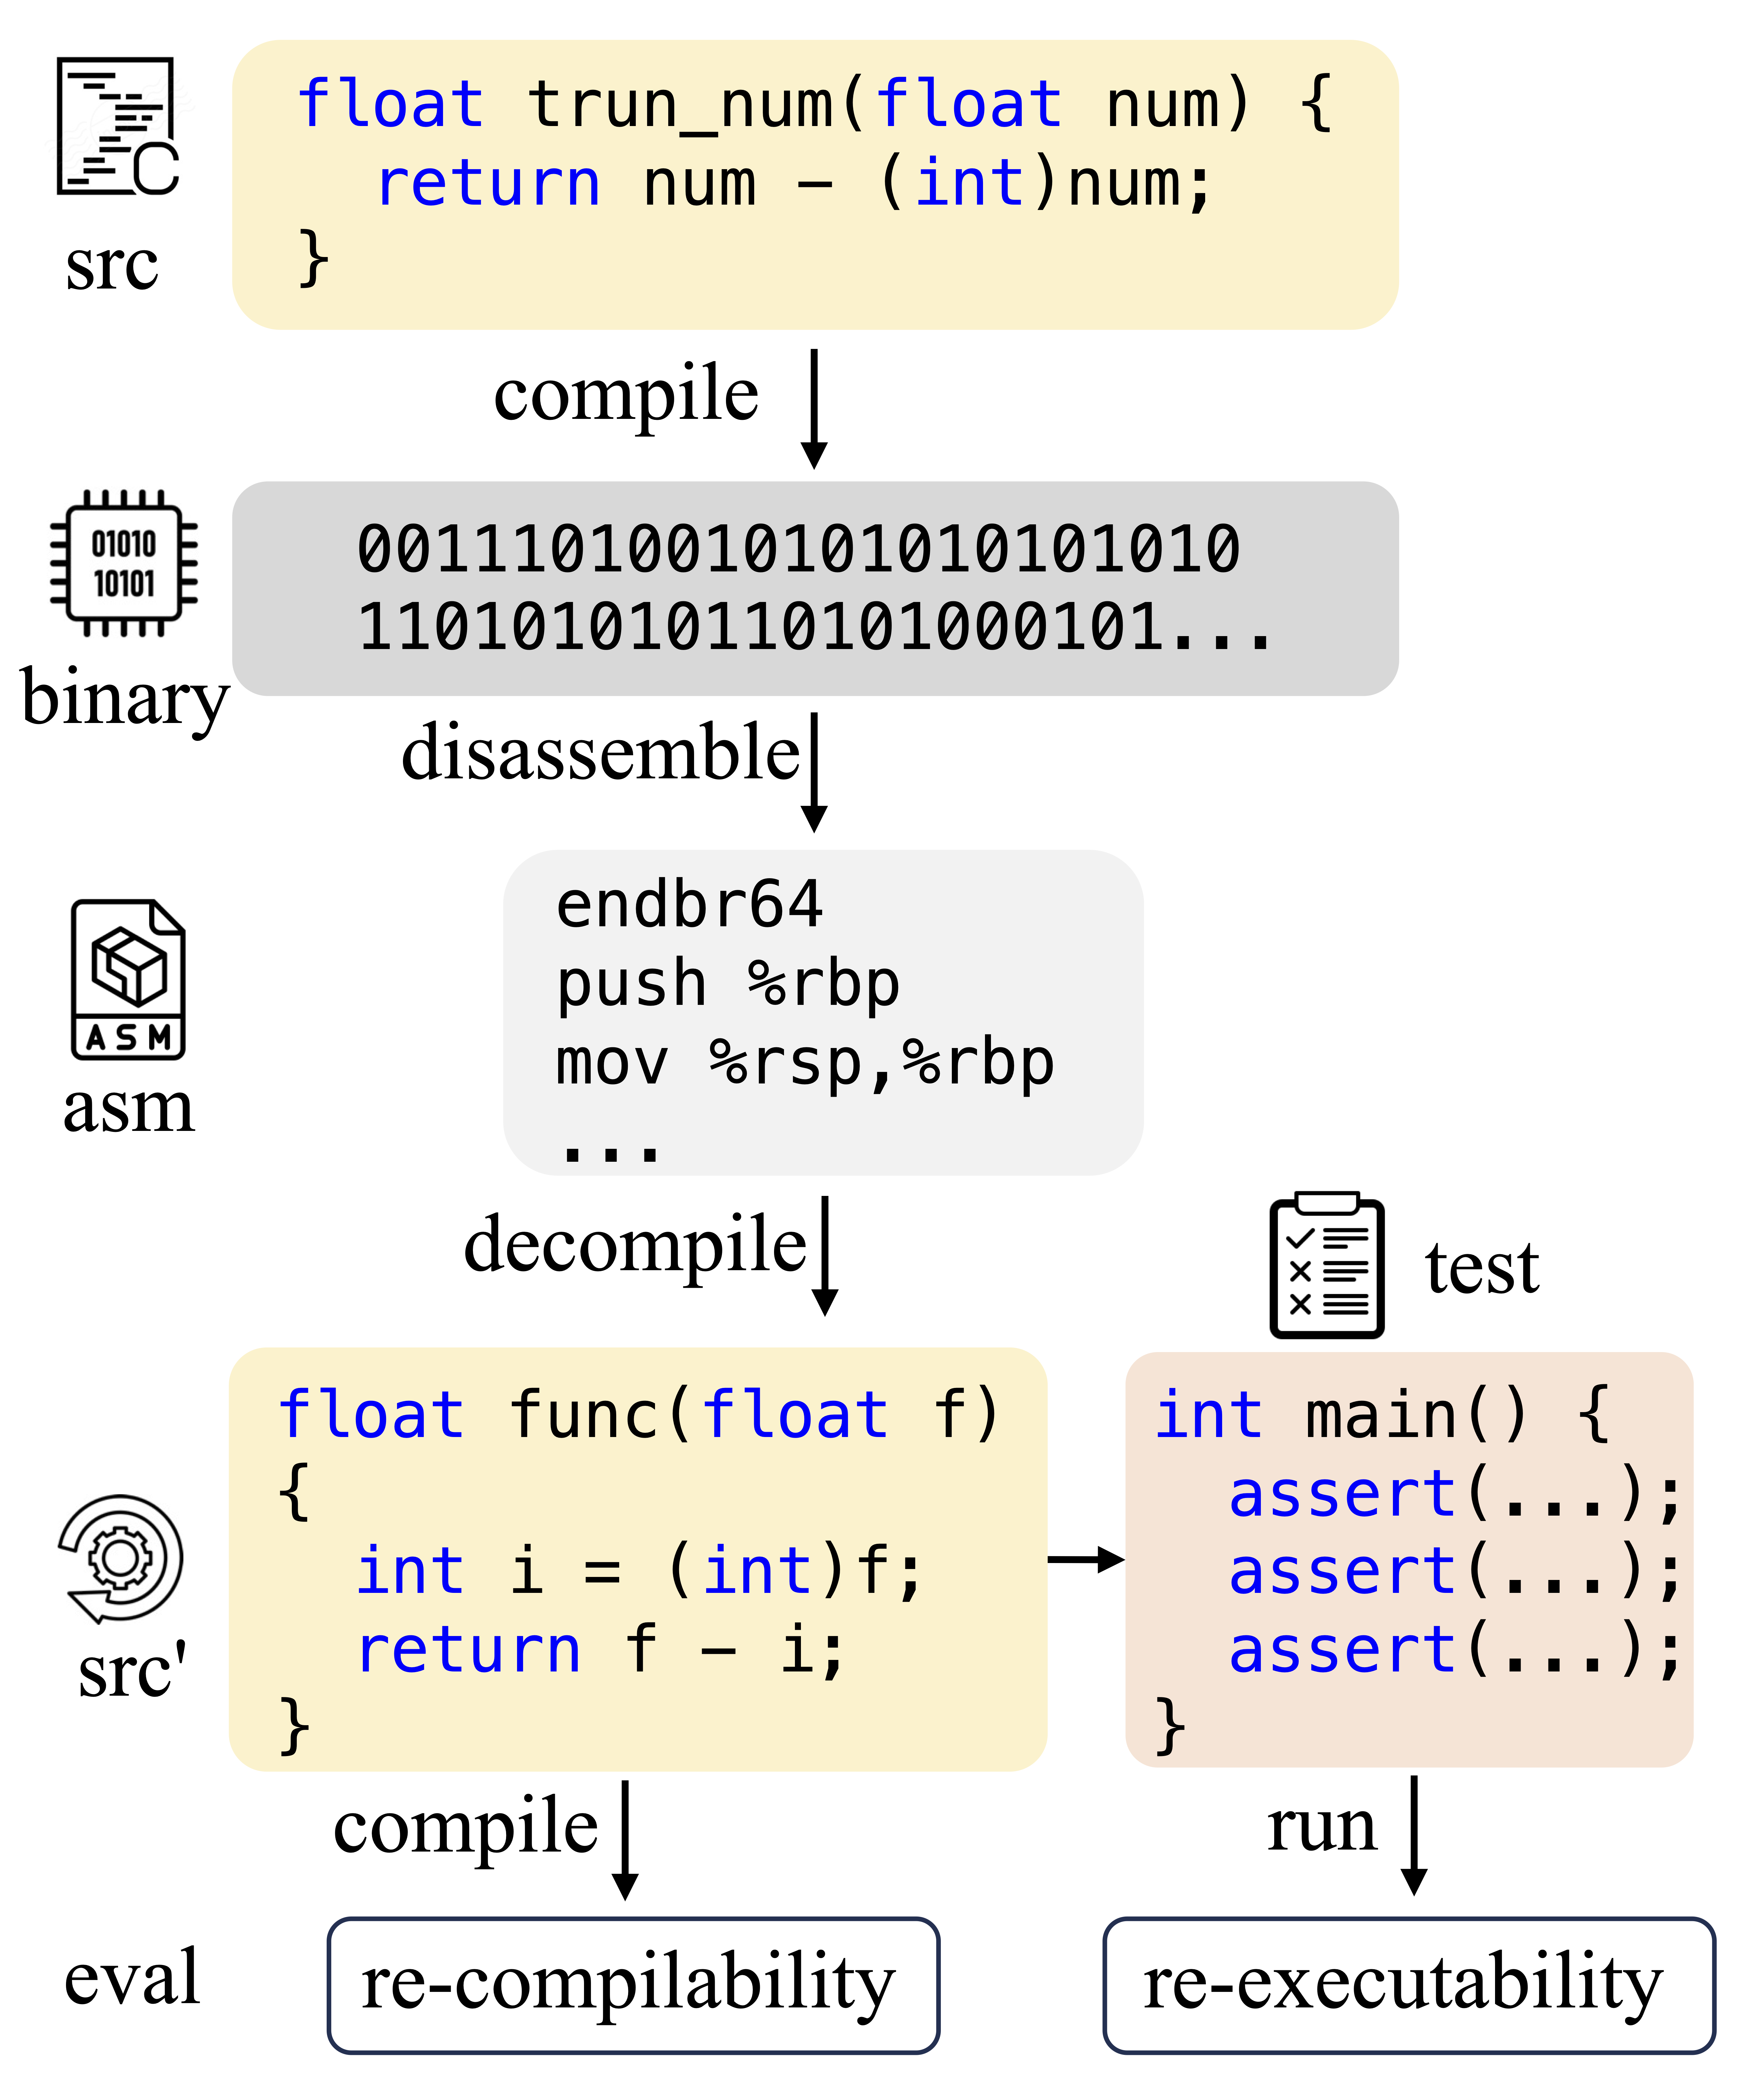 float trun_num(float num) {
  return num - (int)num;
}
C
src
compile
01010
10101
00111010010101010101010
110101010110101000101...
binary
disassemble
endbr64
push %rbp
mov %rsp,%rbp
...
ASM
asm
decompile
test
float func(float f)
{
  int i = (int)f;
  return f - i;
}
src'
int main() {
  assert(...);
  assert(...);
  assert(...);
}
compile
run
eval
re-compilability
re-executability